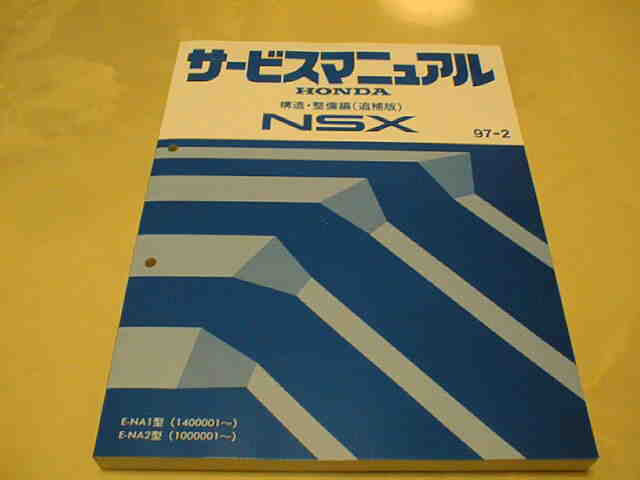 サービスマニュアル
HONDA
構造・整備編(追補版)
NSX
97-2
E-NA1型 (1400001～)
E-NA2型 (1000001～)